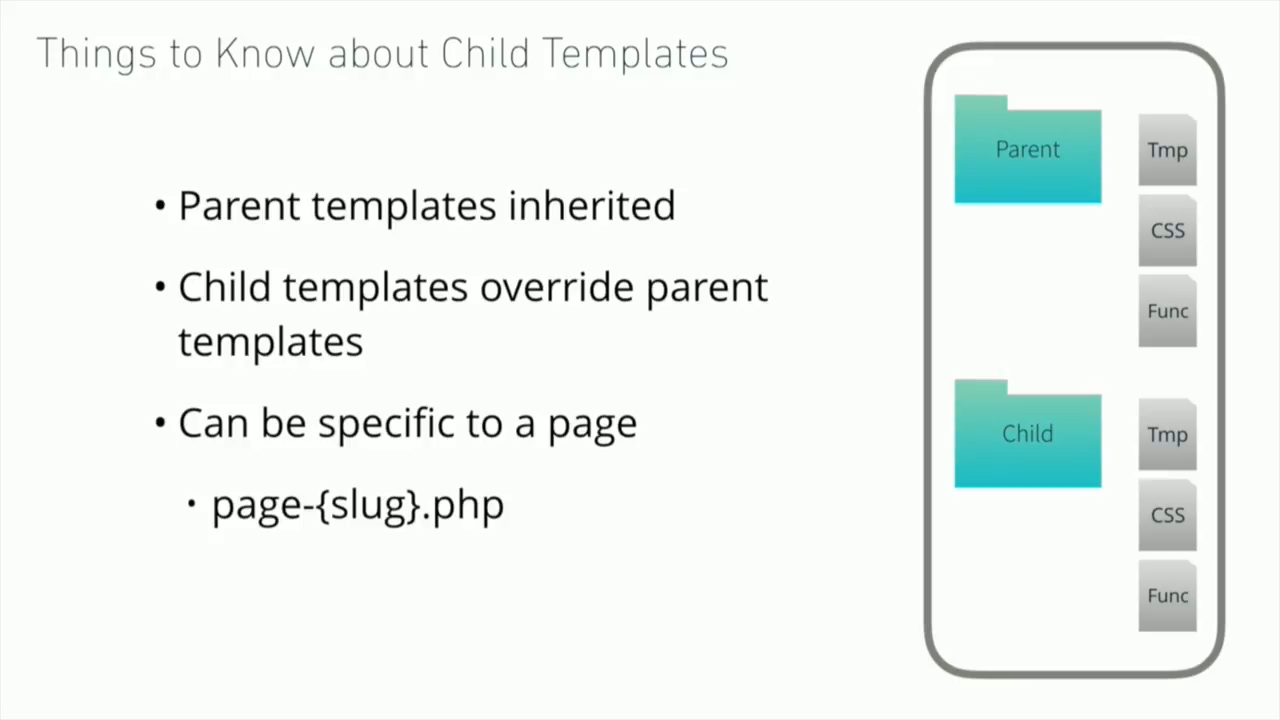 Things to Know about Child Templates
• Parent templates inherited
• Child templates override parent
templates
• Can be specific to a page
• page-{slug}.php
Parent
Tmp
CSS
Func
Child
Tmp
CSS
Func